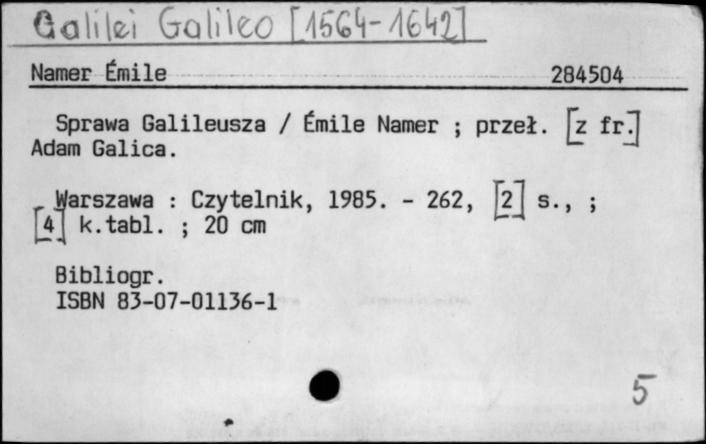 Galilei Galileo [1564-1642]
Namer Émile 284504
Sprawa Galileusza / Émile Namer ; przeł. [z fr.]
Adam Galica.
Warszawa : Czytelnik, 1985. - 262, [2] s., ;
[4] k.tabl. ; 20 cm
Bibliogr.
ISBN 83-07-01136-1
5